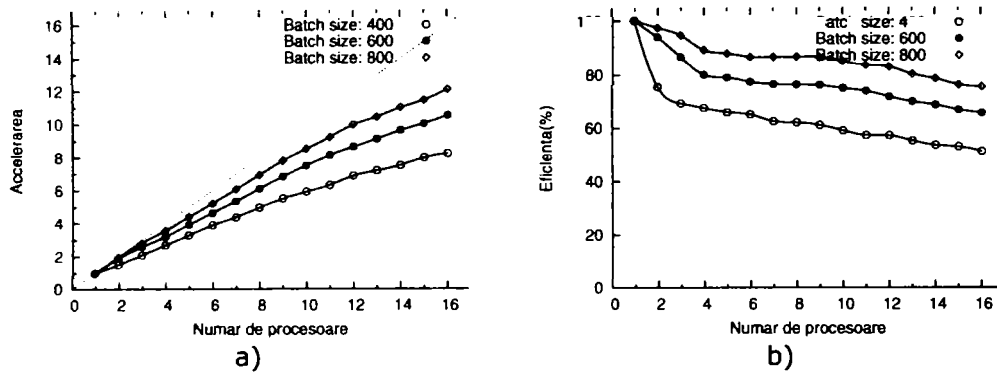 Batch size: 400
Batch size: 600
Batch size: 800
16
14
12
10
8
6
4
2
0
Accelerarea
0 2 4 6 8 10 12 14 16
Numar de procesoare
a)
atc size: 4
Batch size: 600
Batch size: 800
80
60
40
20
0
Eficienta(%)
0 2 4 6 8 10 12 14 16
Numar de procesoare
b)